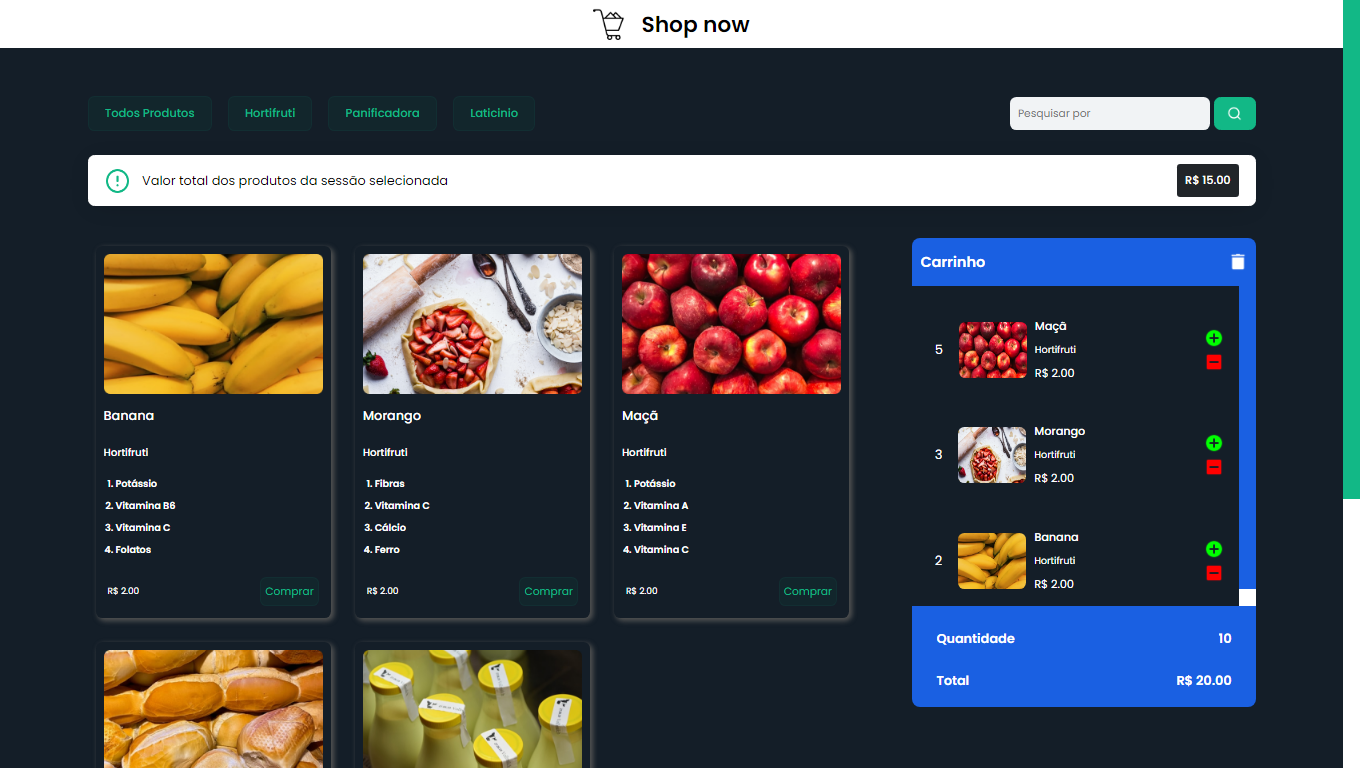 Shop now
Todos Produtos Hortifruti Panificadora Laticinio Pesquisar por
Valor total dos produtos da sessão selecionada R$ 15.00
Banana
Hortifruti
1. Potássio
2. Vitamina B6
3. Vitamina C
4. Folatos
R$ 2.00 Comprar
Morango
Hortifruti
1. Fibras
2. Vitamina C
3. Cálcio
4. Ferro
R$ 2.00 Comprar
Maçã
Hortifruti
1. Potássio
2. Vitamina A
3. Vitamina E
4. Vitamina C
R$ 2.00 Comprar
Carrinho
5
Maçã
Hortifruti
R$ 2.00
3
Morango
Hortifruti
R$ 2.00
2
Banana
Hortifruti
R$ 2.00
Quantidade 10
Total R$ 20.00